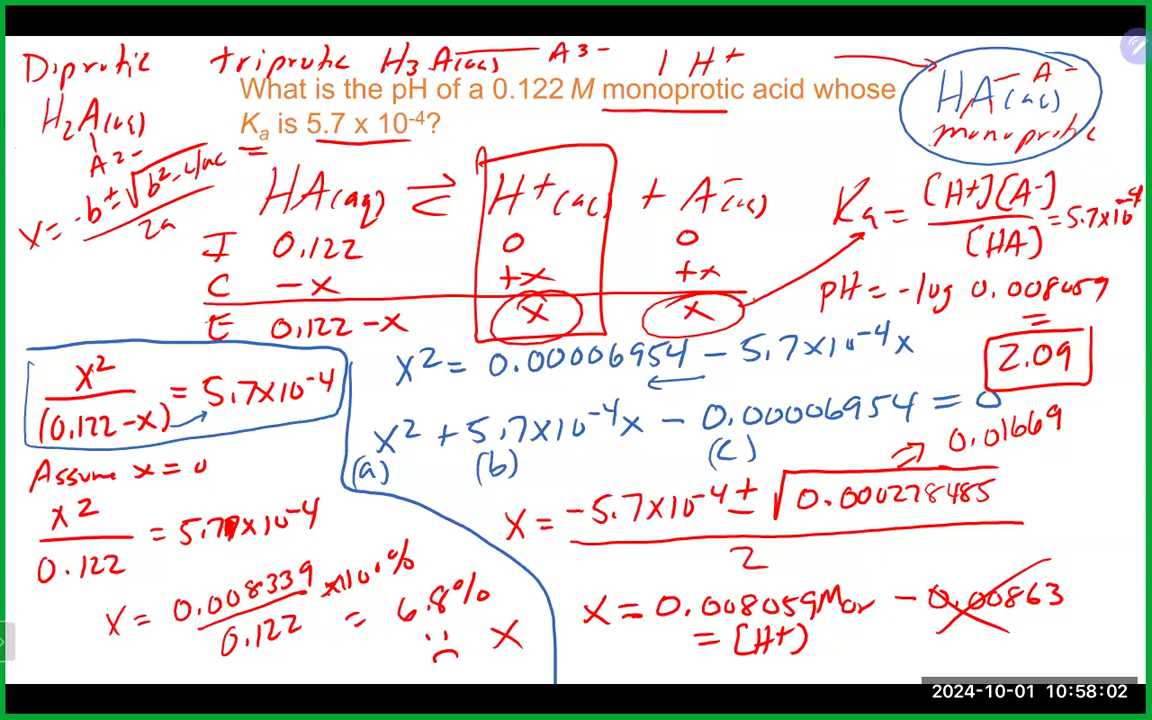 Diprotic triprotic H3A(aq) A3- 1 H+
H2A(aq)
A2-
HA(aq) A-
monoprotic
What is the pH of a 0.122 M monoprotic acid whose
Ka is 5.7 x 10-4?
x = -b ± √b2-4ac
2a
HA(aq) ⇌ H+(aq) + A-(aq)
I 0.122 0 0
C -x +x +x
E 0.122-x x x
Ka = [H+][A-] = 5.7x10-4
[HA]
pH = -log 0.008059
= 2.09
x2 = 5.7x10-4
(0.122-x)
x2 = 0.00006954 - 5.7x10-4x
x2 + 5.7x10-4x - 0.00006954 = 0
(a) (b) (c)
0.01669
Assume x = 0
x2 = 5.7x10-4
0.122
x = 0.008339 x100% = 6.8%
0.122
X
x = -5.7x10-4 ± √0.000278485
2
x = 0.008059M or -0.00863
= [H+]
2024-10-01 10:58:02